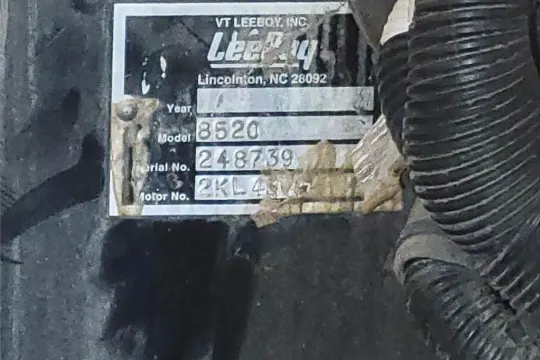 VT LEEBOY, INC.
LeeBoy
Lincolnton, NC 28092
Year
Model 8520
Serial No. 248739
Motor No.